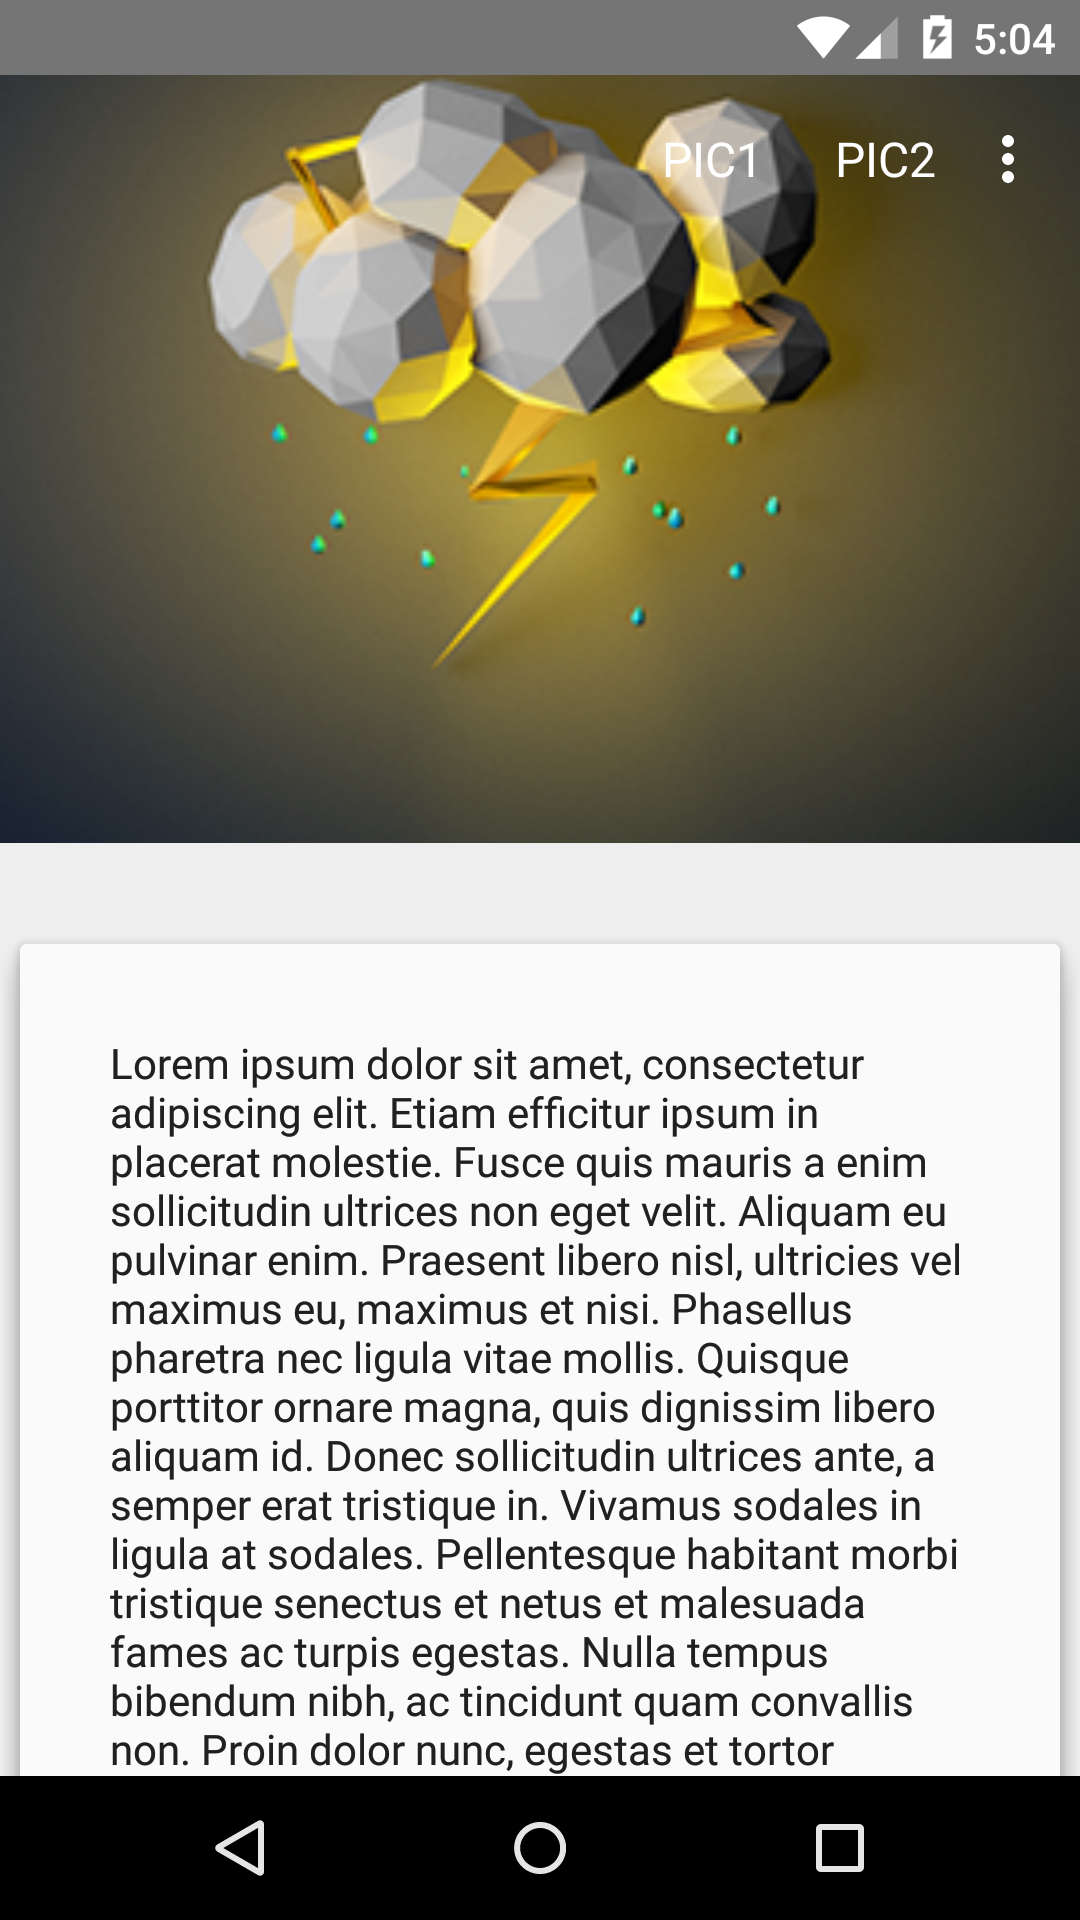 5:04
PIC1 PIC2
Lorem ipsum dolor sit amet, consectetur
adipiscing elit. Etiam efficitur ipsum in
placerat molestie. Fusce quis mauris a enim
sollicitudin ultrices non eget velit. Aliquam eu
pulvinar enim. Praesent libero nisl, ultricies vel
maximus eu, maximus et nisi. Phasellus
pharetra nec ligula vitae mollis. Quisque
porttitor ornare magna, quis dignissim libero
aliquam id. Donec sollicitudin ultrices ante, a
semper erat tristique in. Vivamus sodales in
ligula at sodales. Pellentesque habitant morbi
tristique senectus et netus et malesuada
fames ac turpis egestas. Nulla tempus
bibendum nibh, ac tincidunt quam convallis
non. Proin dolor nunc, egestas et tortor